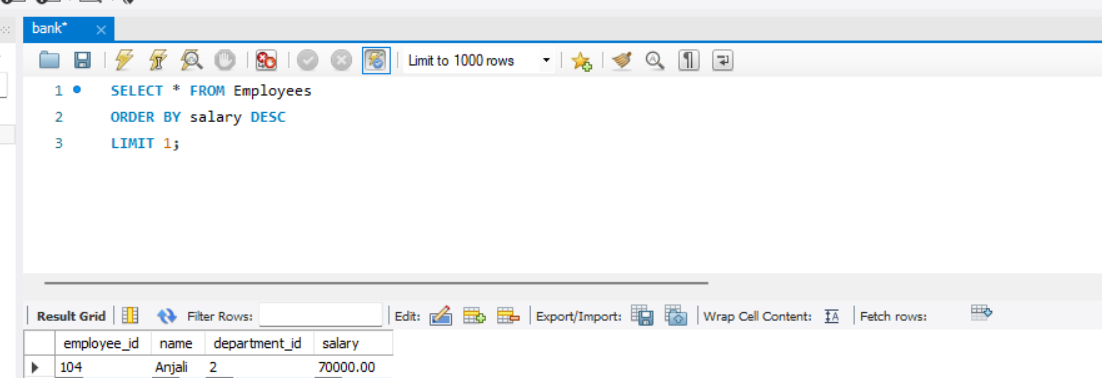 bank*
Limit to 1000 rows
1 SELECT * FROM Employees
2 ORDER BY salary DESC
3 LIMIT 1;
Result Grid Filter Rows: Edit: Export/Import: Wrap Cell Content: Fetch rows:
employee_id name department_id salary
104 Anjali 2 70000.00